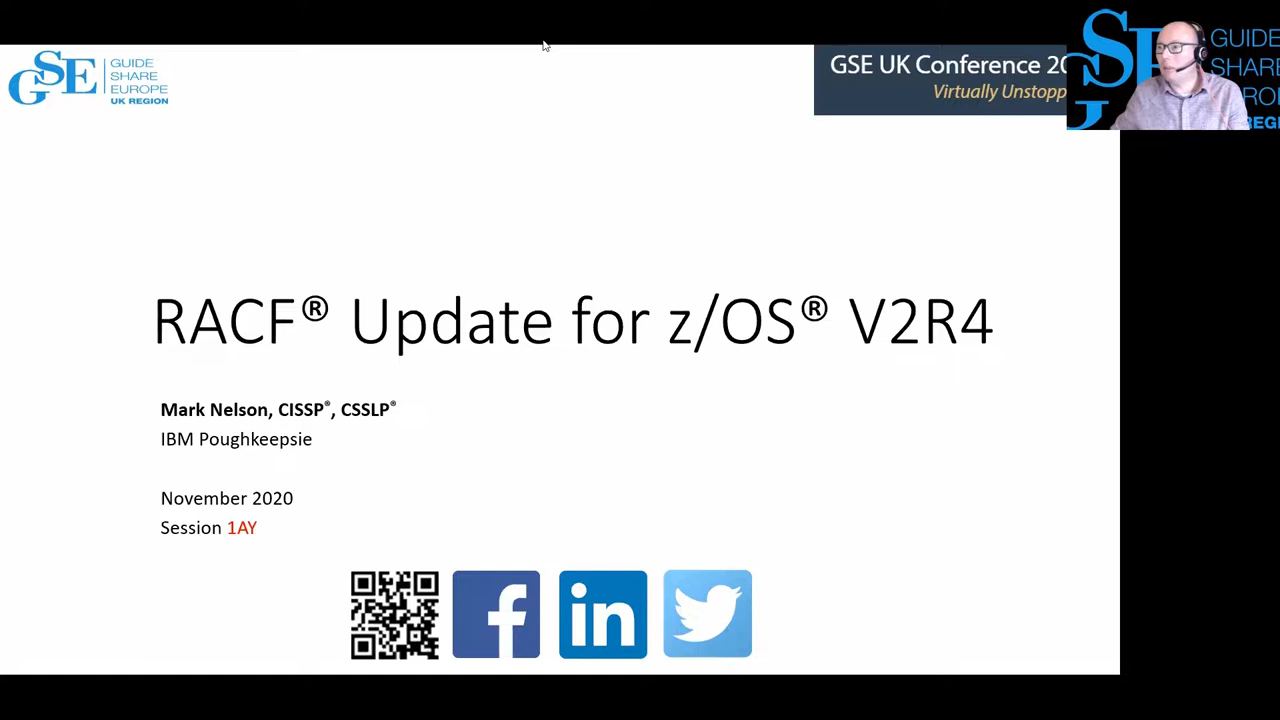 GSE
GUIDE
SHARE
EUROPE
UK REGION
GSE UK Conference 20
Virtually Unstopp
GUIDE
SHARE
RACF® Update for z/OS® V2R4
Mark Nelson, CISSP®, CSSLP®
IBM Poughkeepsie
November 2020
Session 1AY
f
in